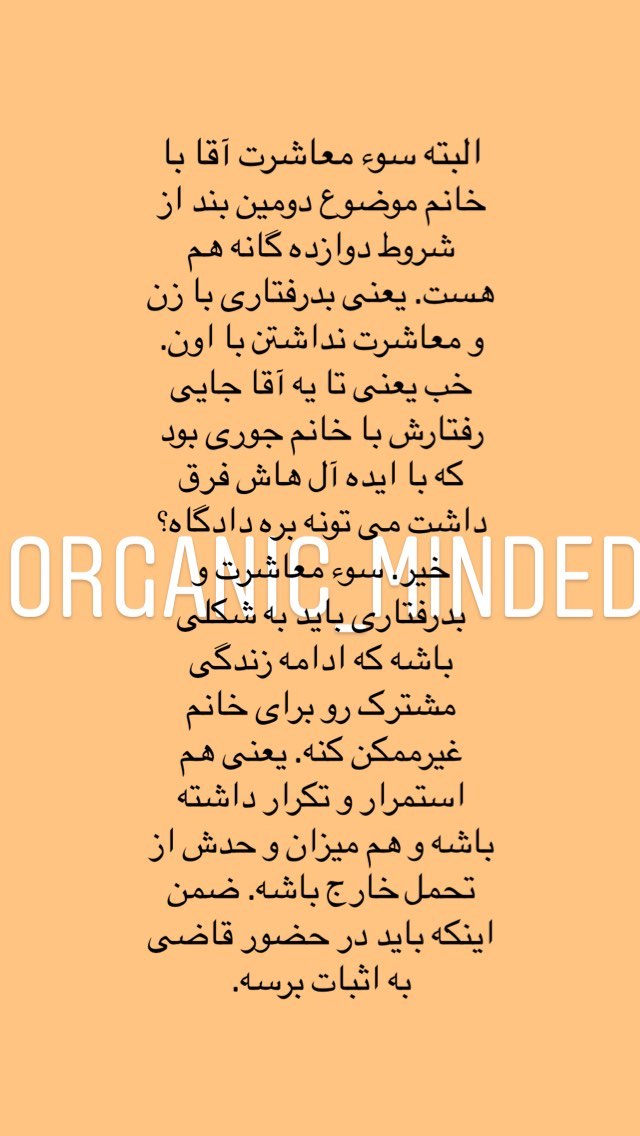 البته سوء معاشرت آقا با
خانم موضوع دومین بند از
شروط دوازده گانه هم
هست. یعنی بدرفتاری با زن
و معاشرت نداشتن با اون.
خب یعنی تا یه آقا جایی
رفتارش با خانم جوری بود
که با ایده آل هاش فرق
داشت می تونه بره دادگاه؟
ORGANIC_MINDED
خیر. سوء معاشرت و
بدرفتاری باید به شکلی
باشه که ادامه زندگی
مشترک رو برای خانم
غیرممکن کنه. یعنی هم
استمرار و تکرار داشته
باشه و هم میزان و حدش از
تحمل خارج باشه. ضمن
اینکه باید در حضور قاضی
به اثبات برسه.